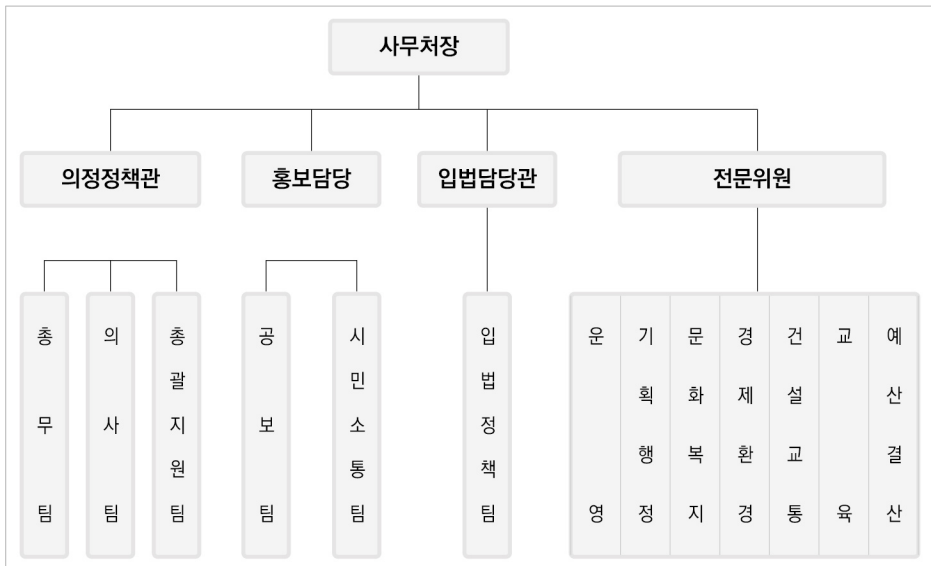 사무처장
의정정책관
홍보담당
입법담당관
전문위원
총무팀
의사팀
총괄지원팀
공보팀
시민소통팀
입법정책팀
운영
기획행정
문화복지
경제환경
건설교통
교육
예산결산